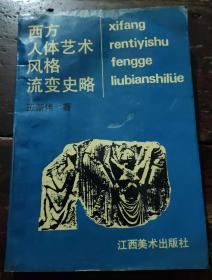 西方
人体艺术
风格
流变史略
xifang
rentiyishu
fengge
liubianshilüe
著
江西美术出版社